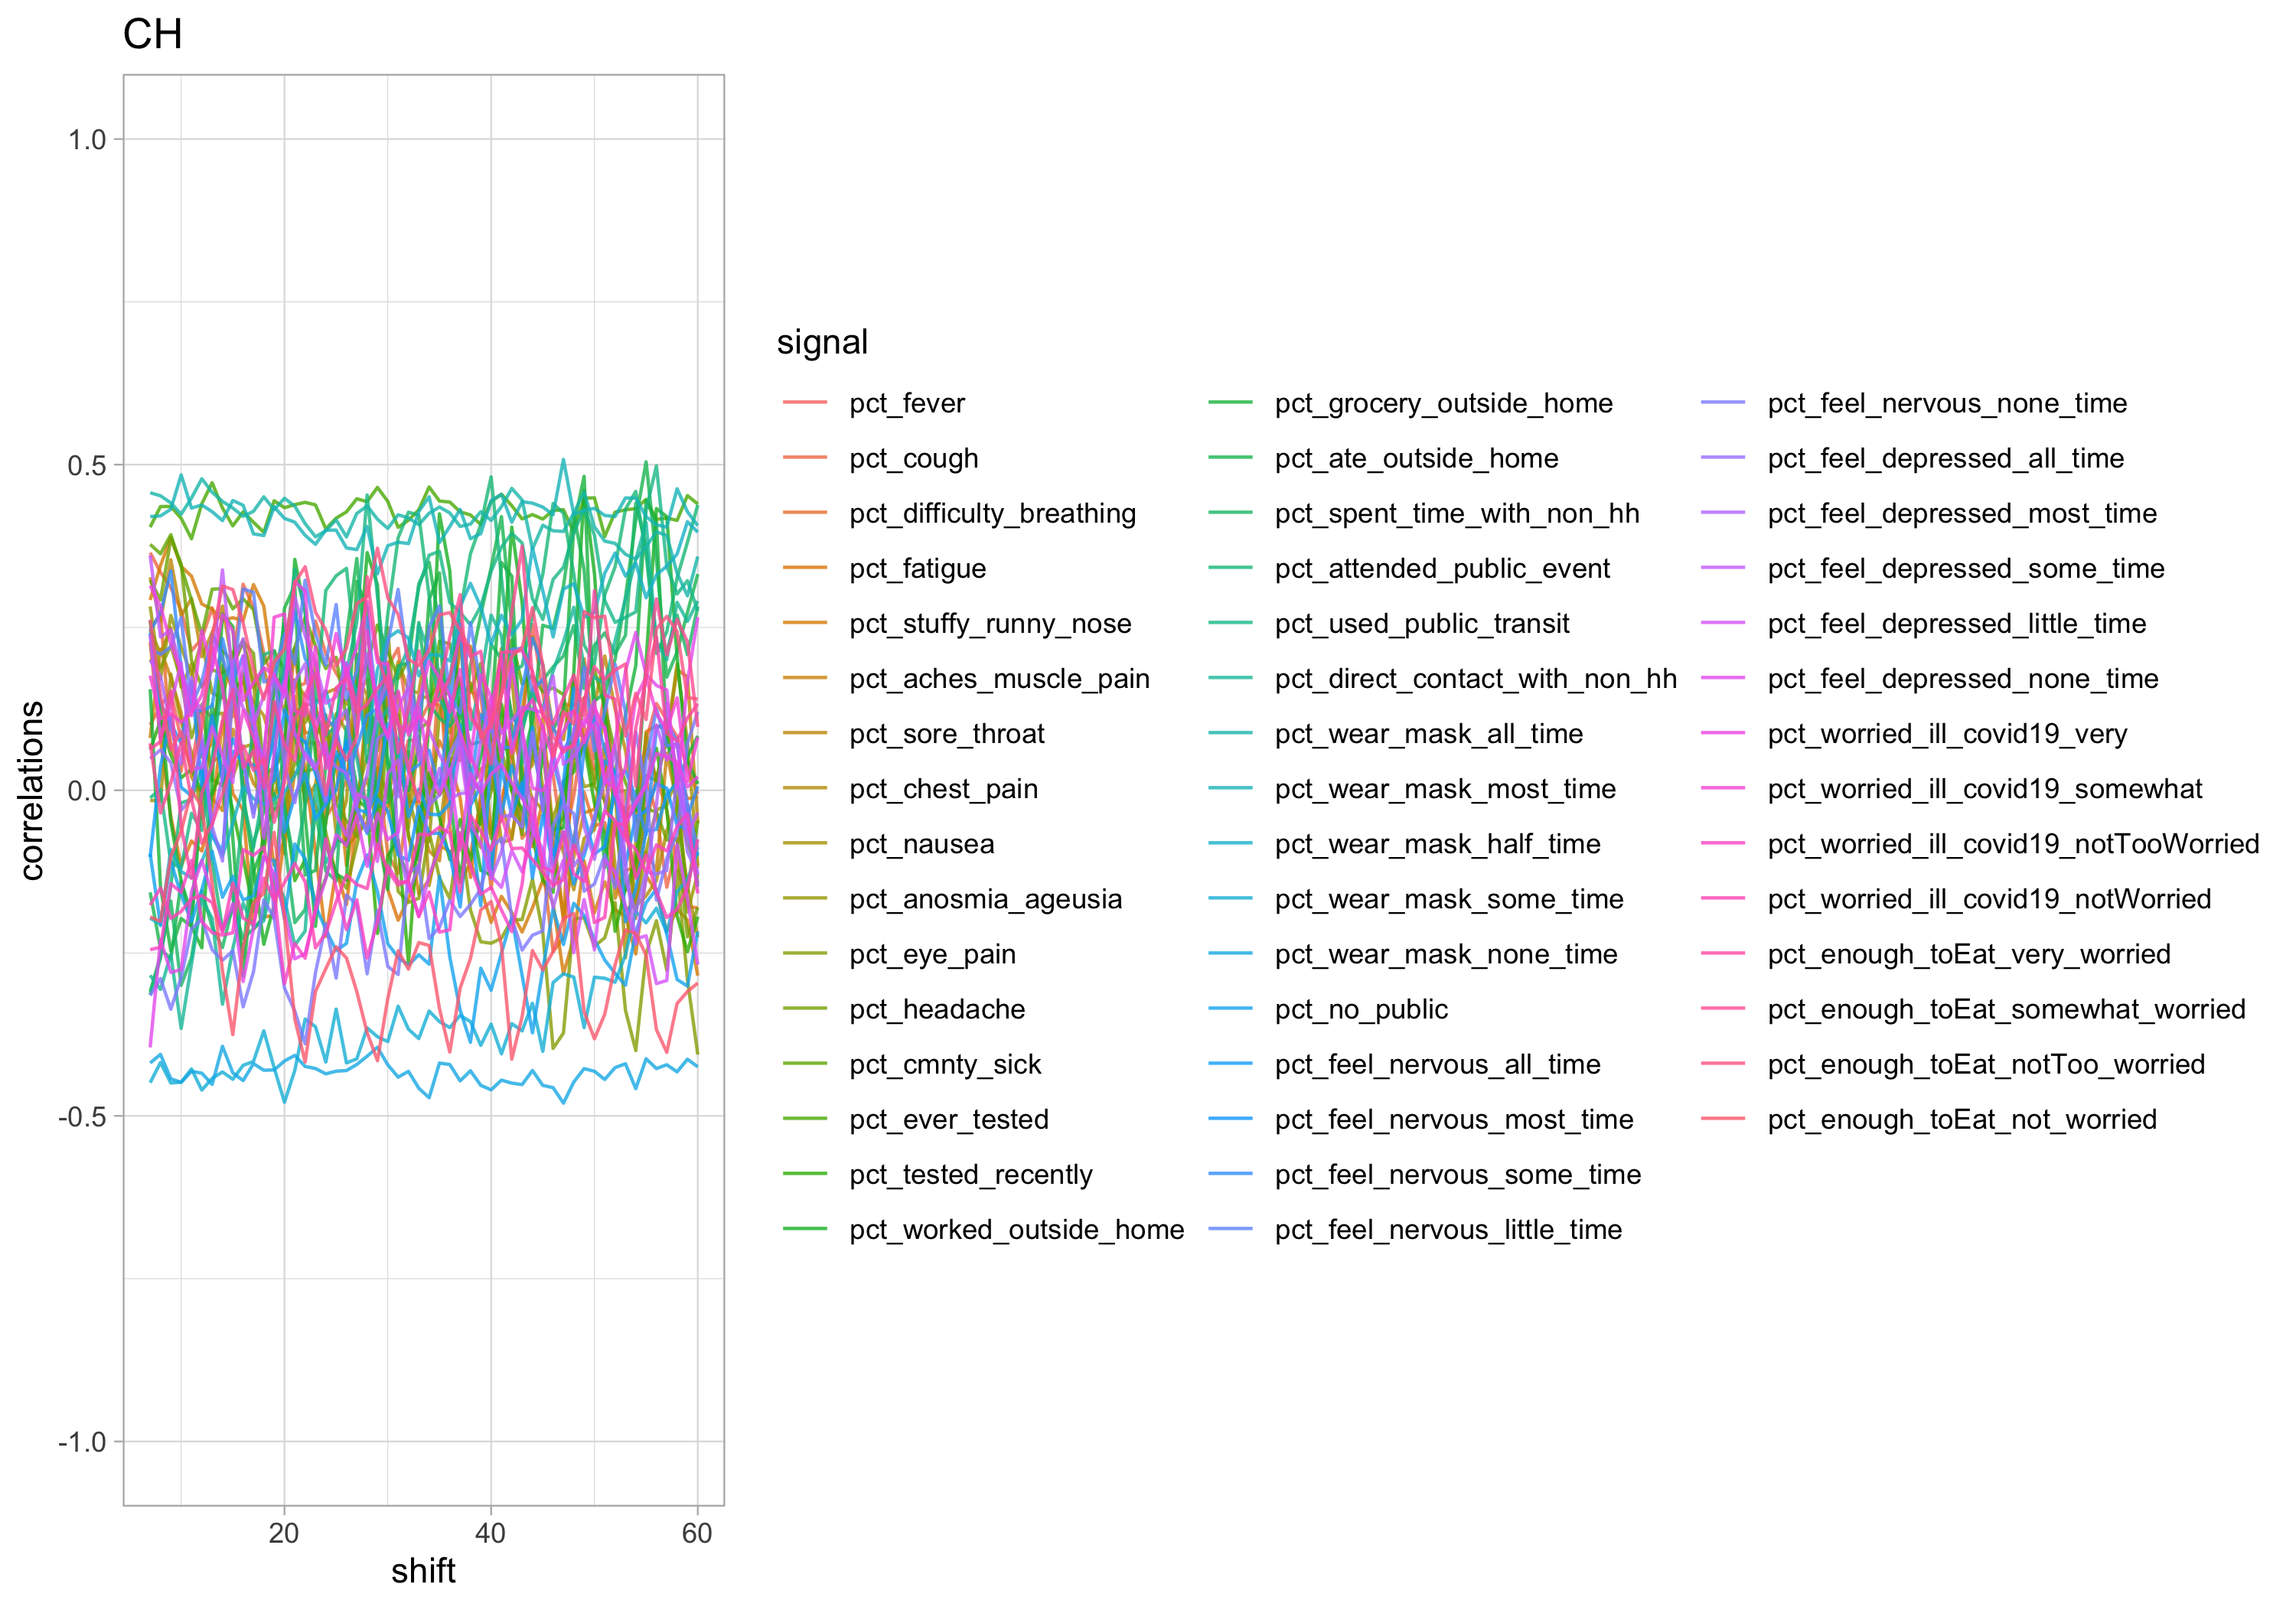 CH
1.0
0.5
0.0
-0.5
-1.0
correlations
20 40 60
shift
signal
pct_fever
pct_cough
pct_difficulty_breathing
pct_fatigue
pct_stuffy_runny_nose
pct_aches_muscle_pain
pct_sore_throat
pct_chest_pain
pct_nausea
pct_anosmia_ageusia
pct_eye_pain
pct_headache
pct_cmnty_sick
pct_ever_tested
pct_tested_recently
pct_worked_outside_home
pct_grocery_outside_home
pct_ate_outside_home
pct_spent_time_with_non_hh
pct_attended_public_event
pct_used_public_transit
pct_direct_contact_with_non_hh
pct_wear_mask_all_time
pct_wear_mask_most_time
pct_wear_mask_half_time
pct_wear_mask_some_time
pct_wear_mask_none_time
pct_no_public
pct_feel_nervous_all_time
pct_feel_nervous_most_time
pct_feel_nervous_some_time
pct_feel_nervous_little_time
pct_feel_nervous_none_time
pct_feel_depressed_all_time
pct_feel_depressed_most_time
pct_feel_depressed_some_time
pct_feel_depressed_little_time
pct_feel_depressed_none_time
pct_worried_ill_covid19_very
pct_worried_ill_covid19_somewhat
pct_worried_ill_covid19_notTooWorried
pct_worried_ill_covid19_notWorried
pct_enough_toEat_very_worried
pct_enough_toEat_somewhat_worried
pct_enough_toEat_notToo_worried
pct_enough_toEat_not_worried